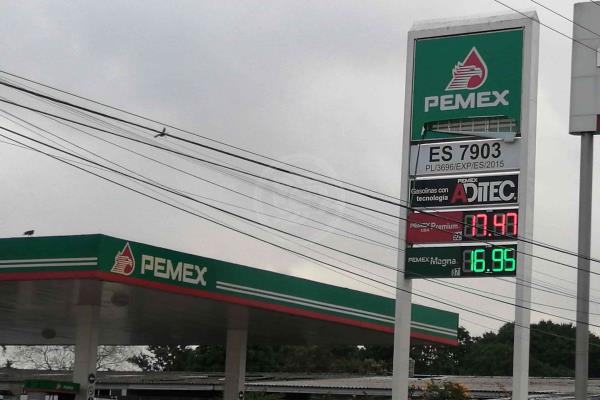 PEMEX
ES 7903
PL/3696/EXP/ES/2015
Gasolinas con tecnología
PEMEX
ADITEC
PEMEX Premium 17.47
PEMEX Magna 16.95
PEMEX